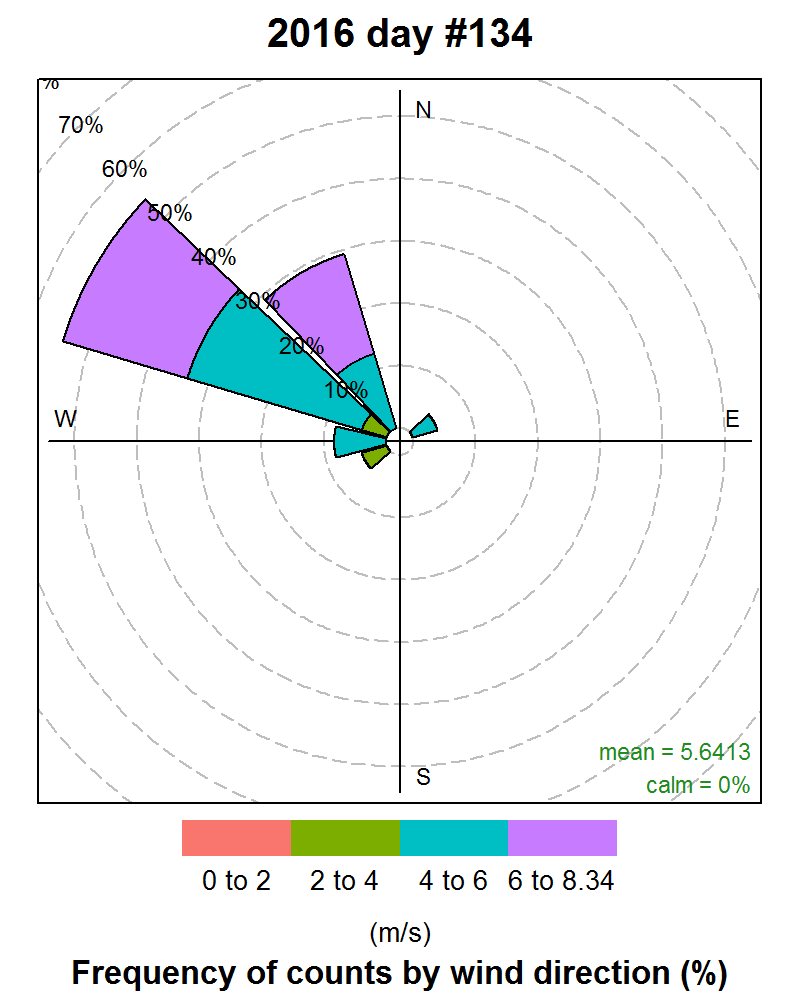 2016 day #134
%
70%
60%
50%
40%
30%
20%
10%
N
W
E
S
mean = 5.6413
calm = 0%
0 to 2 2 to 4 4 to 6 6 to 8.34
(m/s)
Frequency of counts by wind direction (%)